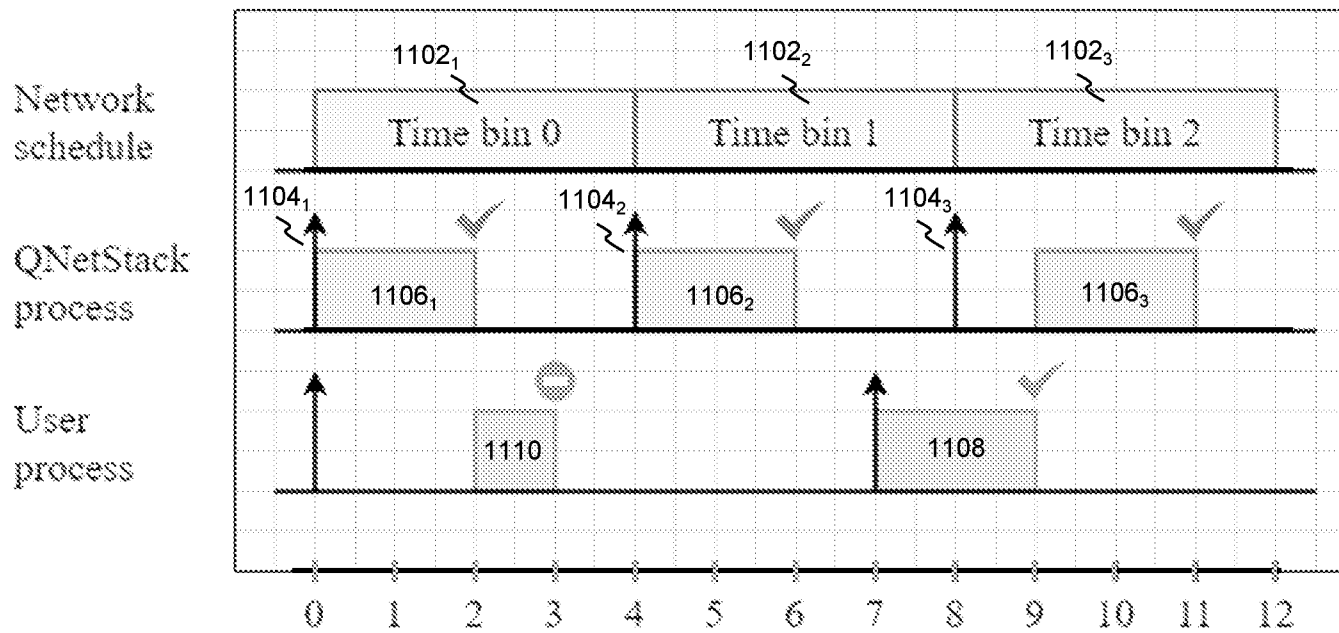 1102₁ 1102₂ 1102₃
Network
schedule
Time bin 0 Time bin 1 Time bin 2
1104₁ 1104₂ 1104₃
QNetStack
process
1106₁ 1106₂ 1106₃
User
process
1110 1108
0 1 2 3 4 5 6 7 8 9 10 11 12